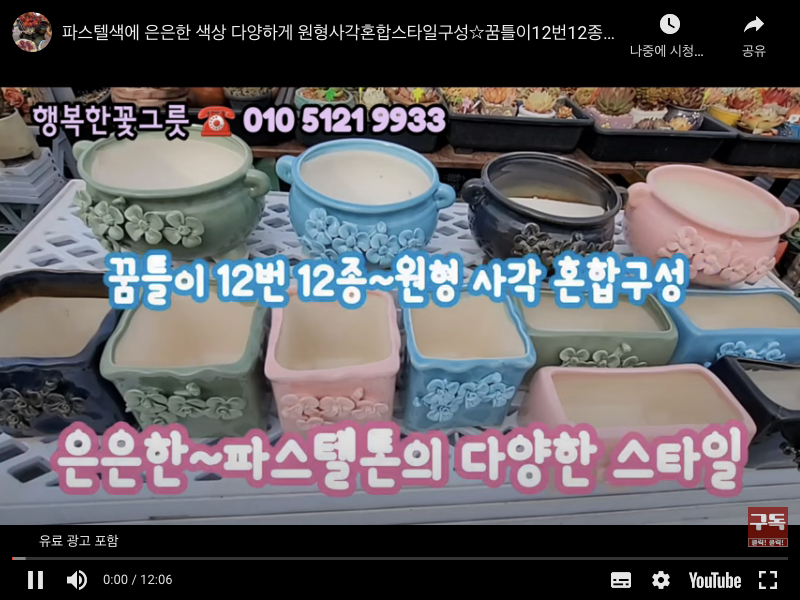 파스텔색에 은은한 색상 다양하게 원형사각혼합스타일구성☆꿈틀이12번12종...
나중에 시청...
공유
행복한꽃그릇 ☎ 010 5121 9933
꿈틀이 12번 12종~원형 사각 혼합구성
은은한~파스텔톤의 다양한 스타일
구독
클릭! 클릭!
유료 광고 포함
0:00 / 12:06
YouTube